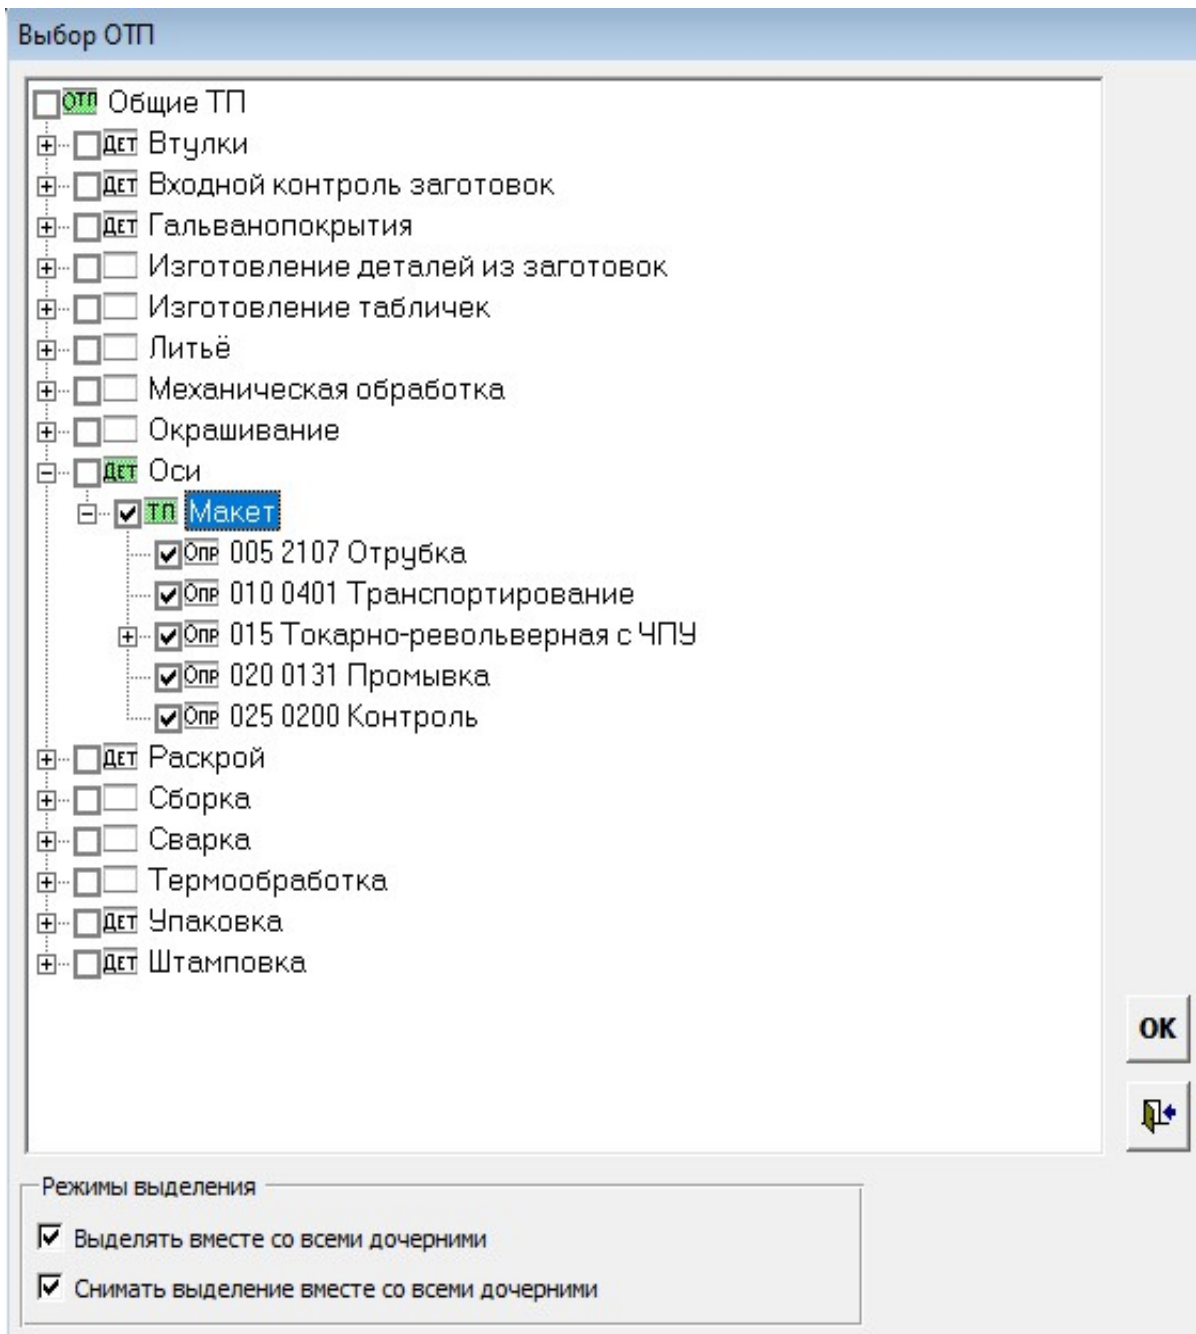 Выбор ОТП
ОТП Общие ТП
ДЕТ Втулки
ДЕТ Входной контроль заготовок
ДЕТ Гальванопокрытия
Изготовление деталей из заготовок
Изготовление табличек
Литьё
Механическая обработка
Окрашивание
ДЕТ Оси
ТП Макет
Опр 005 2107 Отрубка
Опр 010 0401 Транспортирование
Опр 015 Токарно-револьверная с ЧПУ
Опр 020 0131 Промывка
Опр 025 0200 Контроль
ДЕТ Раскрой
Сборка
Сварка
Термообработка
ДЕТ Упаковка
ДЕТ Штамповка
OK
Режимы выделения
Выделять вместе со всеми дочерними
Снимать выделение вместе со всеми дочерними